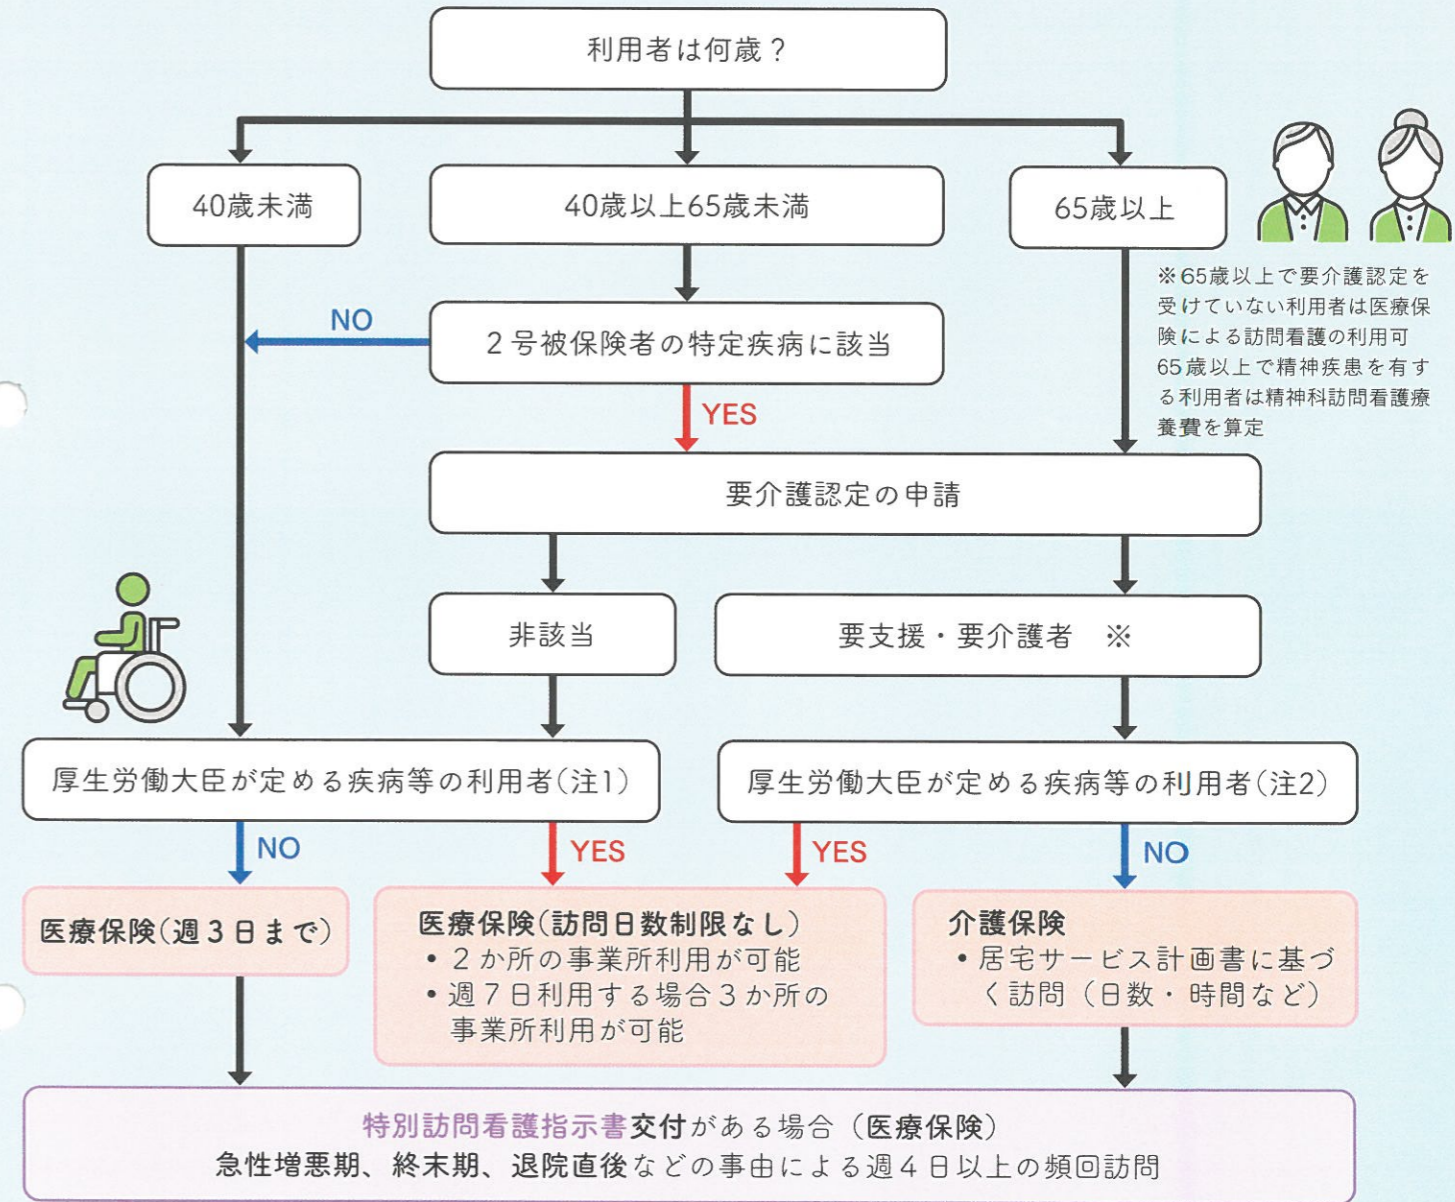 利用者は何歳？
40歳未満
40歳以上65歳未満
65歳以上
※65歳以上で要介護認定を
受けていない利用者は医療保
険による訪問看護の利用可
65歳以上で精神疾患を有す
る利用者は精神科訪問看護療
養費を算定
NO
２号被保険者の特定疾病に該当
YES
要介護認定の申請
非該当
要支援・要介護者　※
厚生労働大臣が定める疾病等の利用者(注1)
厚生労働大臣が定める疾病等の利用者(注2)
NO
YES
YES
NO
医療保険(週３日まで)
医療保険(訪問日数制限なし)
• ２か所の事業所利用が可能
• 週７日利用する場合３か所の
事業所利用が可能
介護保険
• 居宅サービス計画書に基づ
く訪問（日数・時間など）
特別訪問看護指示書交付がある場合（医療保険）
急性増悪期、終末期、退院直後などの事由による週４日以上の頻回訪問